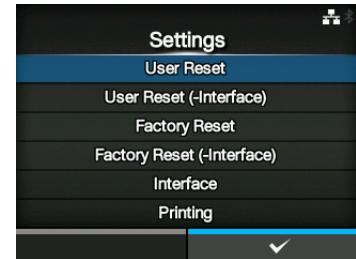 Settings
User Reset
User Reset (-Interface)
Factory Reset
Factory Reset (-Interface)
Interface
Printing